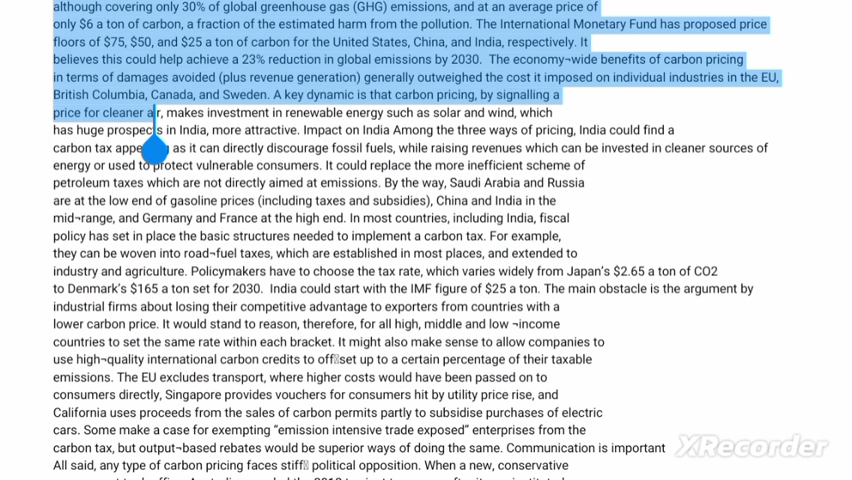 although covering only 30% of global greenhouse gas (GHG) emissions, and at an average price of
only $6 a ton of carbon, a fraction of the estimated harm from the pollution. The International Monetary Fund has proposed price
floors of $75, $50, and $25 a ton of carbon for the United States, China, and India, respectively. It
believes this could help achieve a 23% reduction in global emissions by 2030.  The economy¬wide benefits of carbon pricing
in terms of damages avoided (plus revenue generation) generally outweighed the cost it imposed on individual industries in the EU,
British Columbia, Canada, and Sweden. A key dynamic is that carbon pricing, by signalling a
price for cleaner air, makes investment in renewable energy such as solar and wind, which
has huge prospects in India, more attractive. Impact on India Among the three ways of pricing, India could find a
carbon tax as it can directly discourage fossil fuels, while raising revenues which can be invested in cleaner sources of
energy or used to protect vulnerable consumers. It could replace the more inefficient scheme of
petroleum taxes which are not directly aimed at emissions. By the way, Saudi Arabia and Russia
are at the low end of gasoline prices (including taxes and subsidies), China and India in the
mid¬range, and Germany and France at the high end. In most countries, including India, fiscal
policy has set in place the basic structures needed to implement a carbon tax. For example,
they can be woven into road¬fuel taxes, which are established in most places, and extended to
industry and agriculture. Policymakers have to choose the tax rate, which varies widely from Japan's $2.65 a ton of CO2
to Denmark's $165 a ton set for 2030.  India could start with the IMF figure of $25 a ton. The main obstacle is the argument by
industrial firms about losing their competitive advantage to exporters from countries with a
lower carbon price. It would stand to reason, therefore, for all high, middle and low ¬income
countries to set the same rate within each bracket. It might also make sense to allow companies to
use high¬quality international carbon credits to off▯set up to a certain percentage of their taxable
emissions. The EU excludes transport, where higher costs would have been passed on to
consumers directly, Singapore provides vouchers for consumers hit by utility price rise, and
California uses proceeds from the sales of carbon permits partly to subsidise purchases of electric
cars. Some make a case for exempting "emission intensive trade exposed" enterprises from the
carbon tax, but output¬based rebates would be superior ways of doing the same. Communication is important
All said, any type of carbon pricing faces stiff▯ political opposition. When a new, conservative
XRecorder